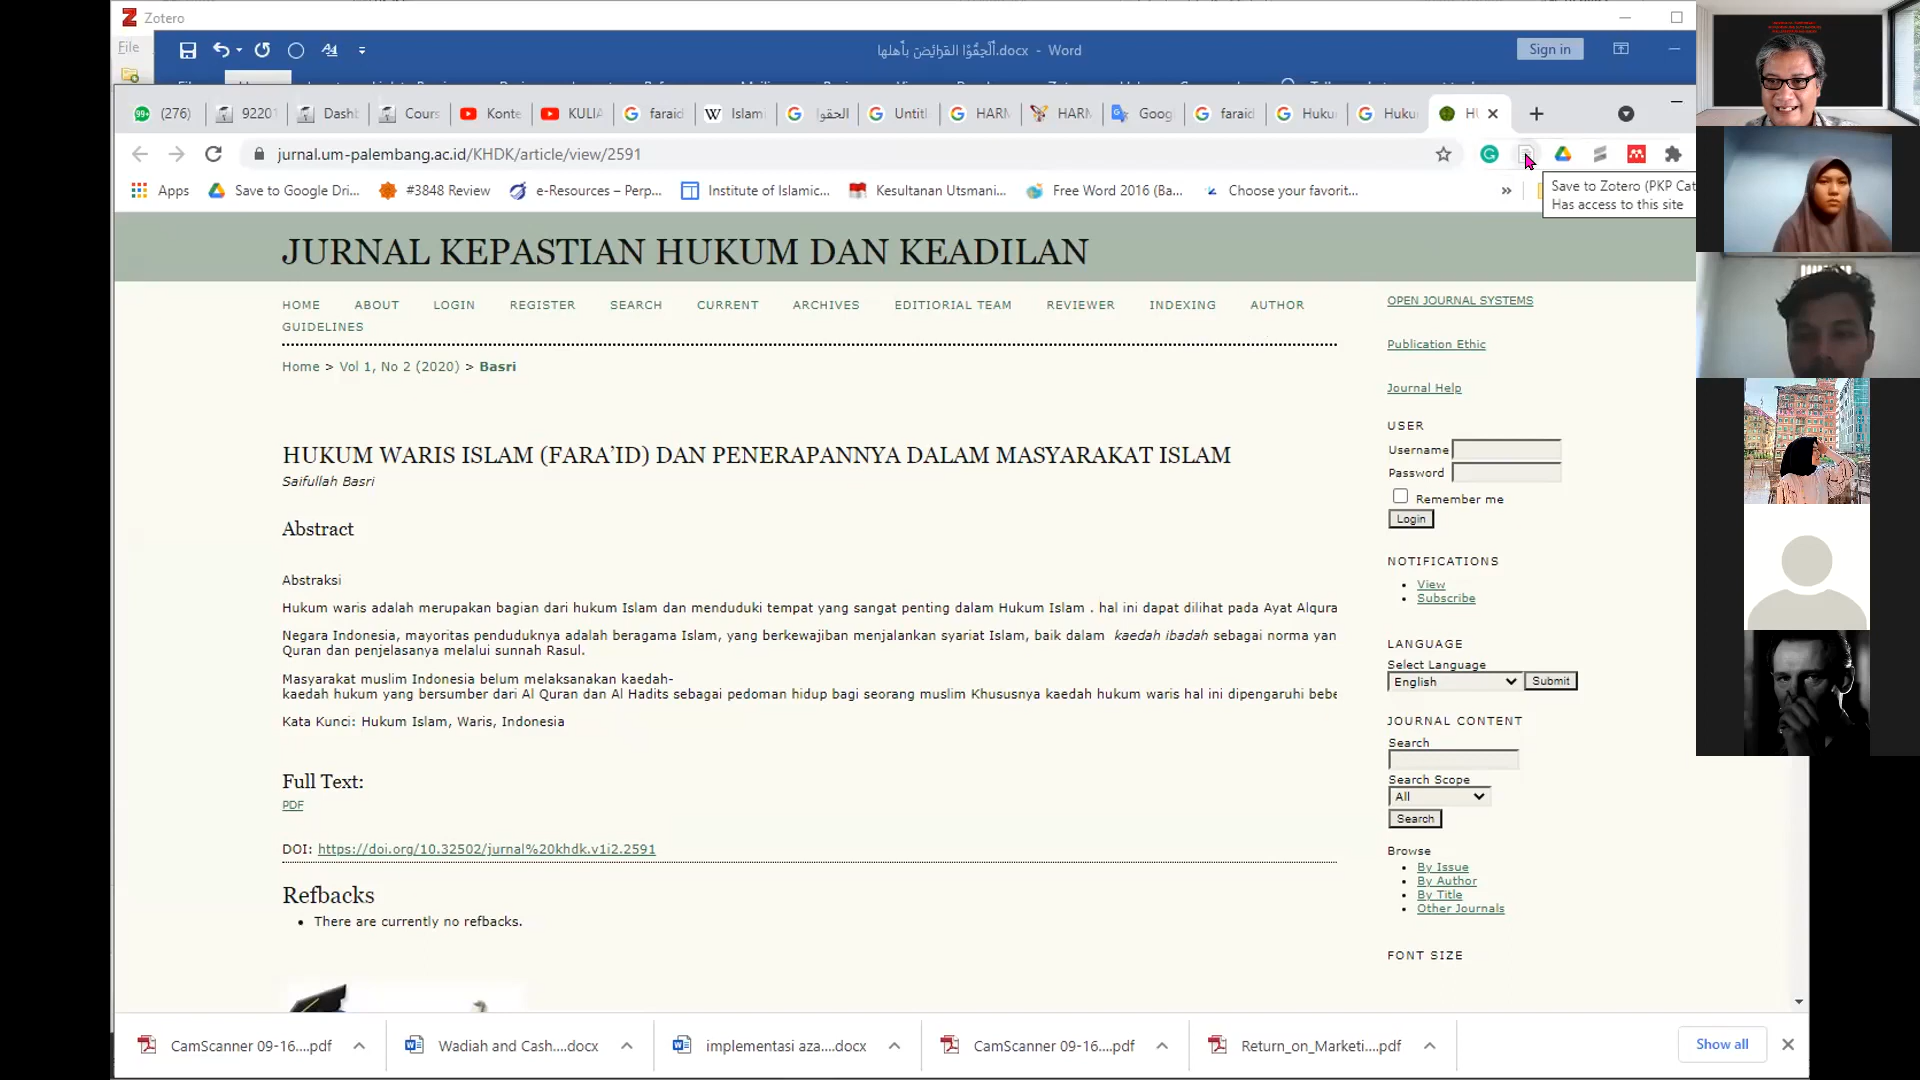 Zotero
File
ألْحِقُوْا الفَرائِضَ بأَهلها.docx - Word
Sign in
(276)
9220
Dash
Cours
Konte
KULIA
faraid
Islami
الحقوا
Untitl
HARM
HARM
Goog
faraid
Huku
Huku
H
jurnal.um-palembang.ac.id/KHDK/article/view/2591
Apps
Save to Google Dri...
#3848 Review
e-Resources – Perp...
Institute of Islamic...
Kesultanan Utsmani...
Free Word 2016 (Ba...
Choose your favorit...
»
Save to Zotero (PKP Cat
Has access to this site
JURNAL KEPASTIAN HUKUM DAN KEADILAN
HOME ABOUT LOGIN REGISTER SEARCH CURRENT ARCHIVES EDITIORIAL TEAM REVIEWER INDEXING AUTHOR
GUIDELINES
Home > Vol 1, No 2 (2020) > Basri
HUKUM WARIS ISLAM (FARA’ID) DAN PENERAPANNYA DALAM MASYARAKAT ISLAM
Saifullah Basri
Abstract
Abstraksi
Hukum waris adalah merupakan bagian dari hukum Islam dan menduduki tempat yang sangat penting dalam Hukum Islam . hal ini dapat dilihat pada Ayat Alqura
Negara Indonesia, mayoritas penduduknya adalah beragama Islam, yang berkewajiban menjalankan syariat Islam, baik dalam kaedah ibadah sebagai norma yan
Quran dan penjelasanya melalui sunnah Rasul.
Masyarakat muslim Indonesia belum melaksanakan kaedah-
kaedah hukum yang bersumber dari Al Quran dan Al Hadits sebagai pedoman hidup bagi seorang muslim Khususnya kaedah hukum waris hal ini dipengaruhi bebe
Kata Kunci: Hukum Islam, Waris, Indonesia
Full Text:
PDF
DOI: https://doi.org/10.32502/jurnal%20khdk.v1i2.2591
Refbacks
• There are currently no refbacks.
OPEN JOURNAL SYSTEMS
Publication Ethic
Journal Help
USER
Username
Password
Remember me
Login
NOTIFICATIONS
• View
• Subscribe
LANGUAGE
Select Language
English
Submit
JOURNAL CONTENT
Search
Search Scope
All
Search
Browse
• By Issue
• By Author
• By Title
• Other Journals
FONT SIZE
CamScanner 09-16....pdf
Wadiah and Cash....docx
implementasi aza....docx
CamScanner 09-16....pdf
Return_on_Marketi....pdf
Show all